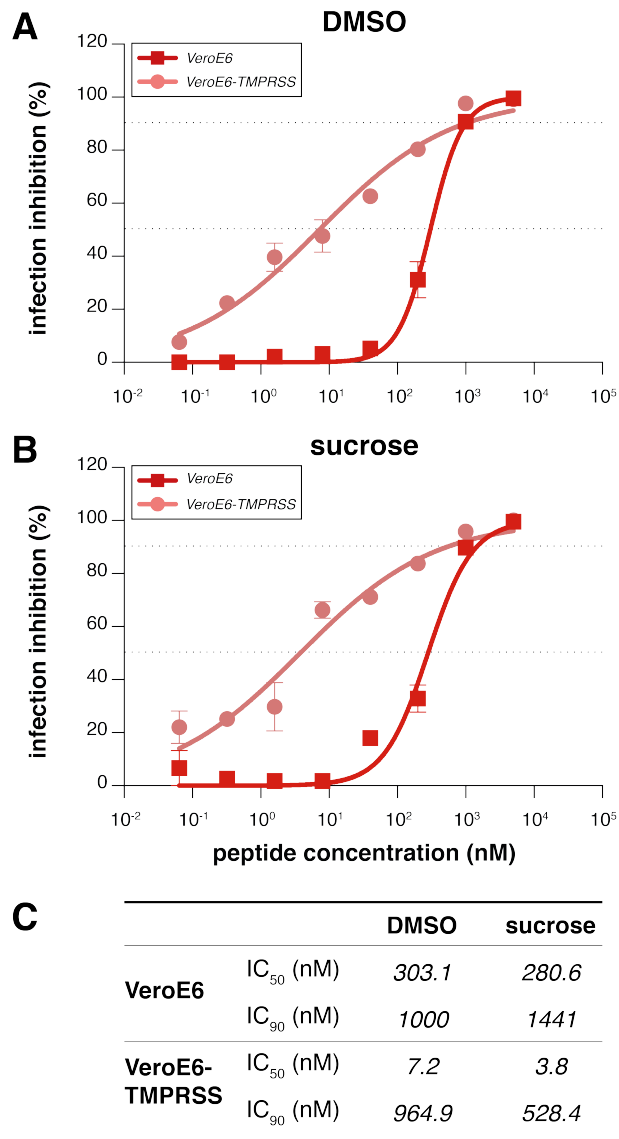 A
DMSO
120
100
80
60
40
20
0
infection inhibition (%)
VeroE6
VeroE6-TMPRSS
10-2 10-1 100 101 102 103 104 105
B
sucrose
120
100
80
60
40
20
0
infection inhibition (%)
VeroE6
VeroE6-TMPRSS
10-2 10-1 100 101 102 103 104 105
peptide concentration (nM)
C
DMSO sucrose
VeroE6
IC50 (nM) 303.1 280.6
IC90 (nM) 1000 1441
VeroE6-
TMPRSS
IC50 (nM) 7.2 3.8
IC90 (nM) 964.9 528.4